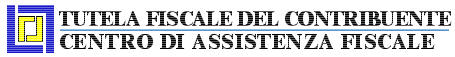 TUTELA FISCALE DEL CONTRIBUENTE
CENTRO DI ASSISTENZA FISCALE